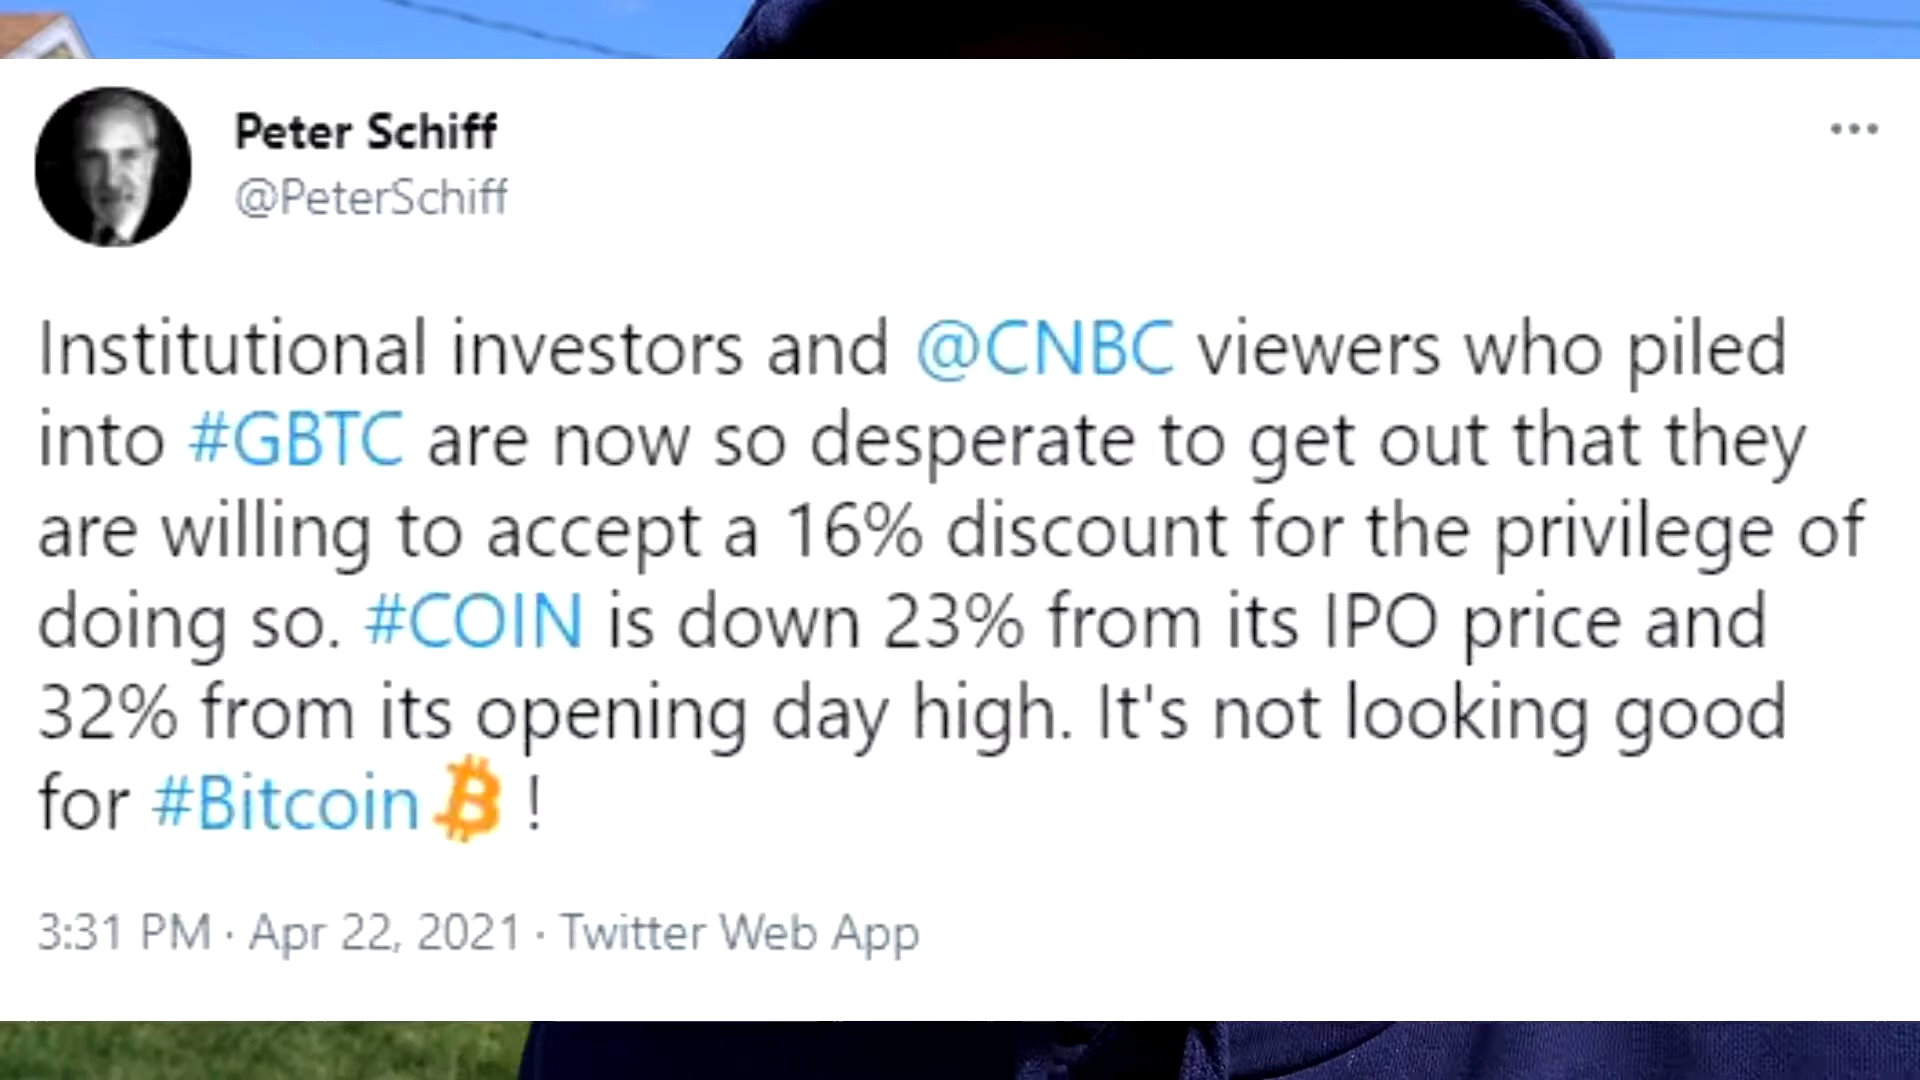 Peter Schiff
@PeterSchiff
Institutional investors and @CNBC viewers who piled
into #GBTC are now so desperate to get out that they
are willing to accept a 16% discount for the privilege of
doing so. #COIN is down 23% from its IPO price and
32% from its opening day high. It's not looking good
for #Bitcoin !
3:31 PM · Apr 22, 2021 · Twitter Web App